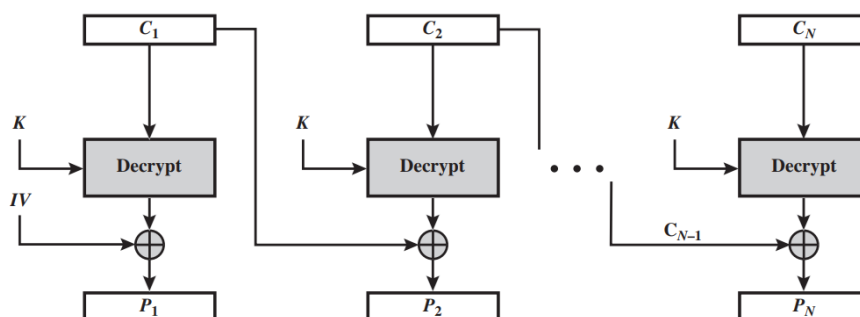 C1 C2 CN
K K K
Decrypt Decrypt • • • Decrypt
IV
CN–1
P1 P2 PN